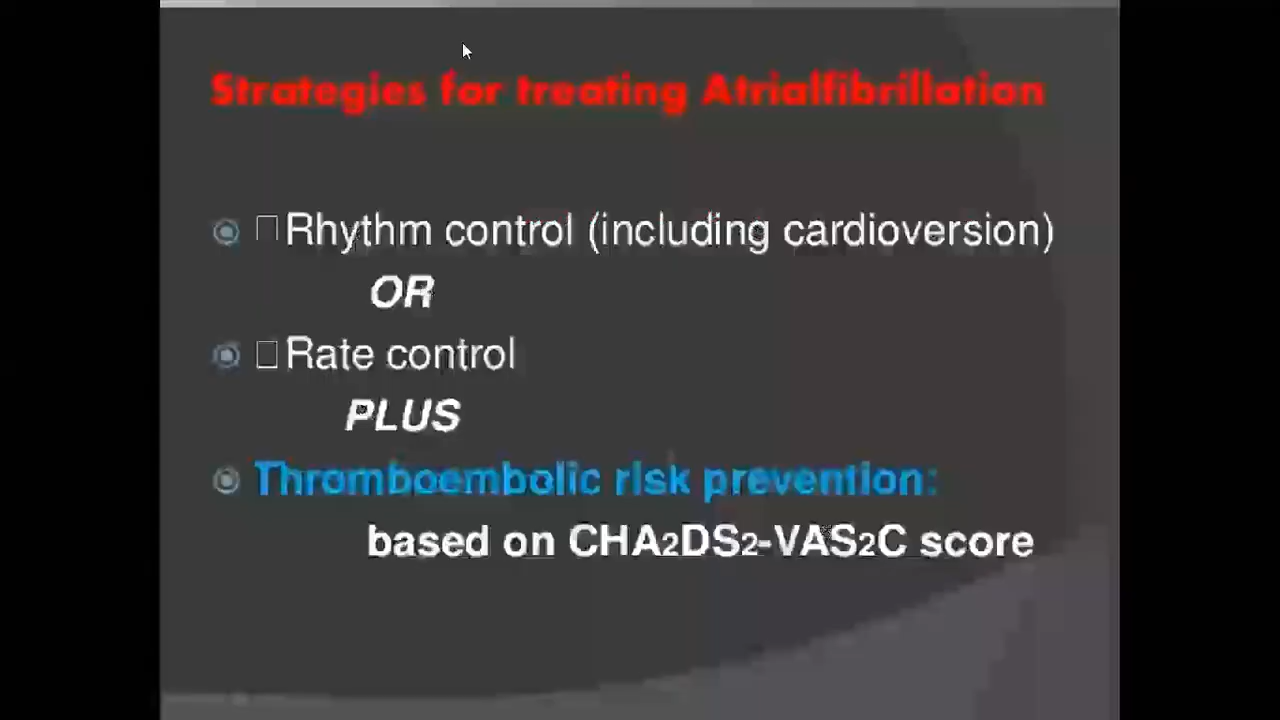 Strategies for treating Atrialfibrillation
Rhythm control (including cardioversion)
OR
Rate control
PLUS
Thromboembolic risk prevention:
based on CHA2DS2-VAS2C score